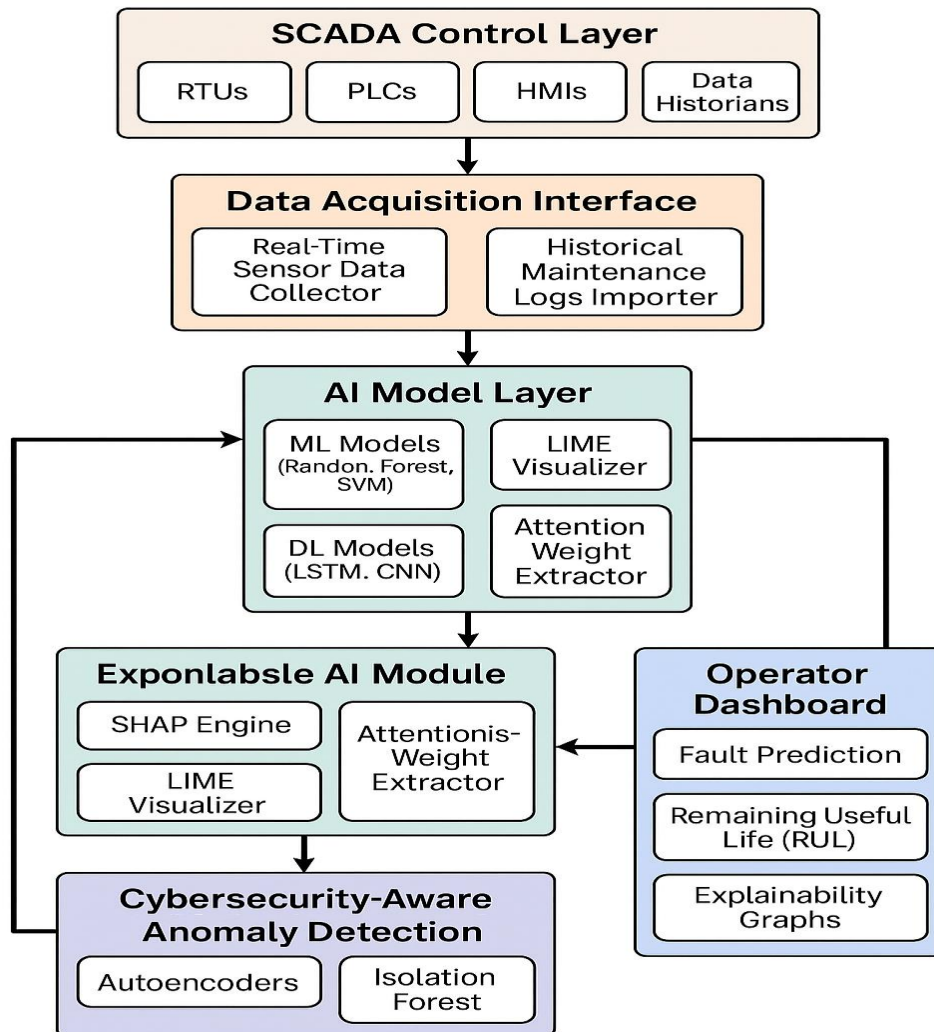 SCADA Control Layer
RTUs
PLCs
HMIs
Data
Historians
Data Acquisition Interface
Real-Time
Sensor Data
Collector
Historical
Maintenance
Logs Importer
AI Model Layer
ML Models
(Randon. Forest,
SVM)
LIME
Visualizer
DL Models
(LSTM. CNN)
Attention
Weight
Extractor
Exponlabsle AI Module
SHAP Engine
LIME
Visualizer
Attentionis-
Weight
Extractor
Operator
Dashboard
Fault Prediction
Remaining Useful
Life (RUL)
Explainability
Graphs
Cybersecurity-Aware
Anomaly Detection
Autoencoders
Isolation
Forest